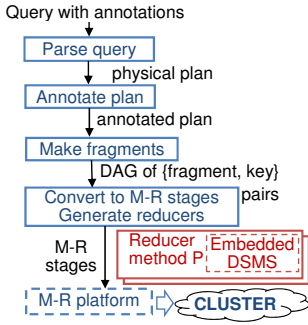 Query with annotations
Parse query
physical plan
Annotate plan
annotated plan
Make fragments
DAG of {fragment, key}
pairs
Convert to M-R stages
Generate reducers
M-R
stages
Reducer
method P
Embedded
DSMS
M-R platform
CLUSTER